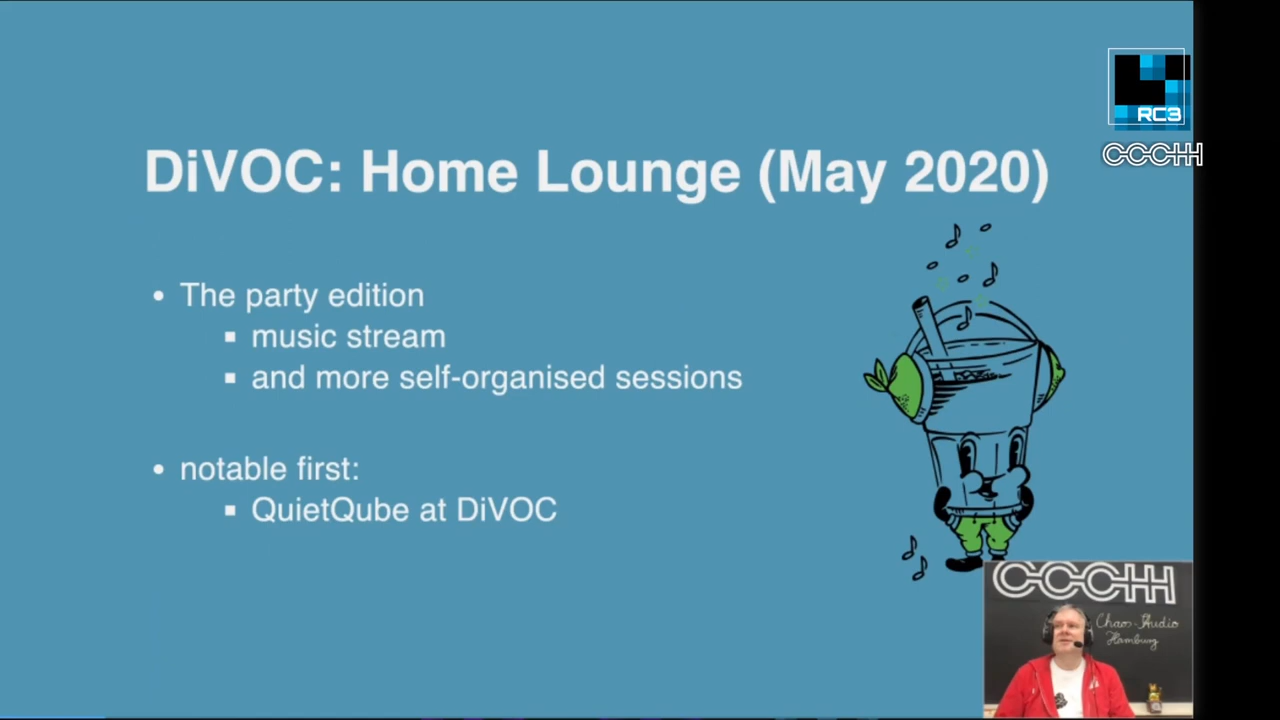 RC3
CCCHH
DiVOC: Home Lounge (May 2020)
• The party edition
▪ music stream
▪ and more self-organised sessions
• notable first:
▪ QuietQube at DiVOC
CCCHH
Chaos-Audio
Hamburg